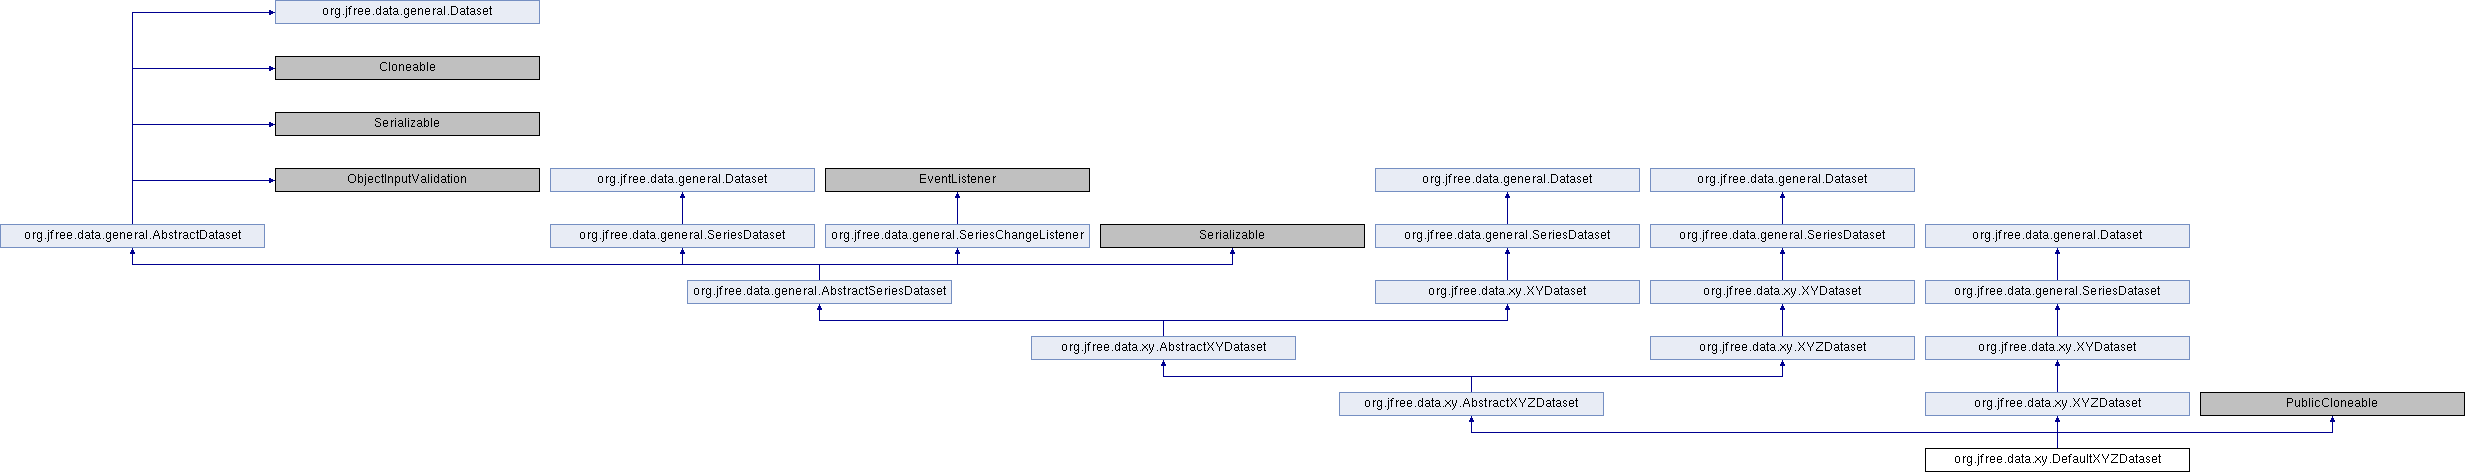 org.jfree.data.general.Dataset
Cloneable
Serializable
ObjectInputValidation
org.jfree.data.general.Dataset
EventListener
org.jfree.data.general.Dataset
org.jfree.data.general.Dataset
org.jfree.data.general.AbstractDataset
org.jfree.data.general.SeriesDataset
org.jfree.data.general.SeriesChangeListener
Serializable
org.jfree.data.general.SeriesDataset
org.jfree.data.general.SeriesDataset
org.jfree.data.general.Dataset
org.jfree.data.general.AbstractSeriesDataset
org.jfree.data.xy.XYDataset
org.jfree.data.xy.XYDataset
org.jfree.data.general.SeriesDataset
org.jfree.data.xy.AbstractXYDataset
org.jfree.data.xy.XYZDataset
org.jfree.data.xy.XYDataset
org.jfree.data.xy.AbstractXYZDataset
org.jfree.data.xy.XYZDataset
PublicCloneable
org.jfree.data.xy.DefaultXYZDataset